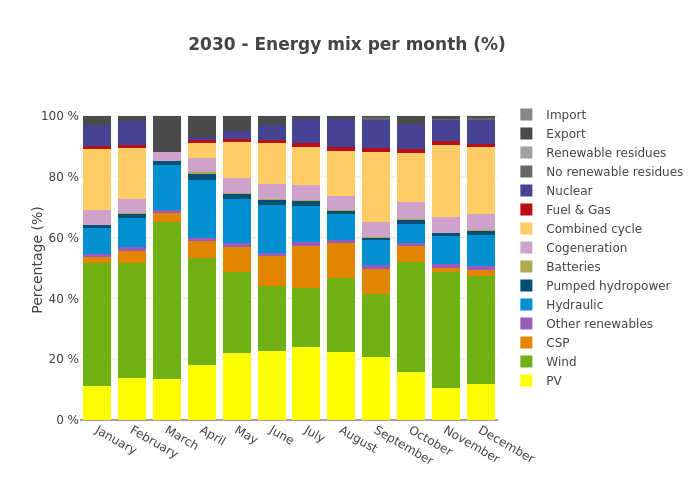 2030 - Energy mix per month (%)
Percentage (%)
100 %
80 %
60 %
40 %
20 %
0 %
January
February
March
April
May
June
July
August
September
October
November
December
Import
Export
Renewable residues
No renewable residues
Nuclear
Fuel & Gas
Combined cycle
Cogeneration
Batteries
Pumped hydropower
Hydraulic
Other renewables
CSP
Wind
PV